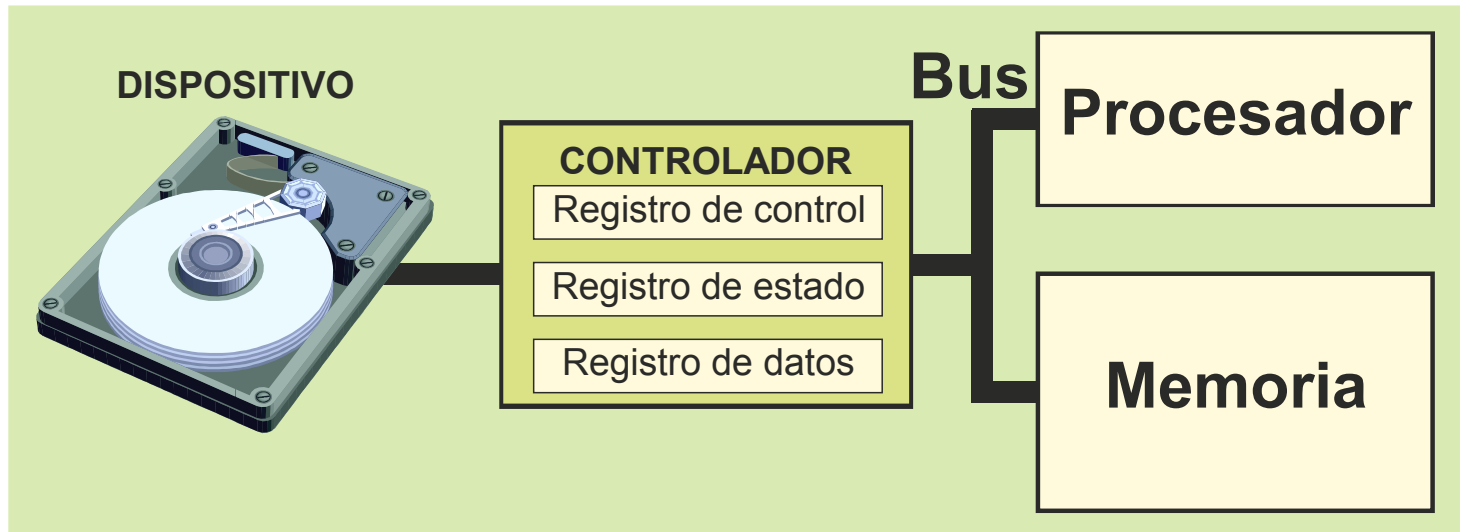 DISPOSITIVO
CONTROLADOR
Registro de control
Registro de estado
Registro de datos
Bus
Procesador
Memoria